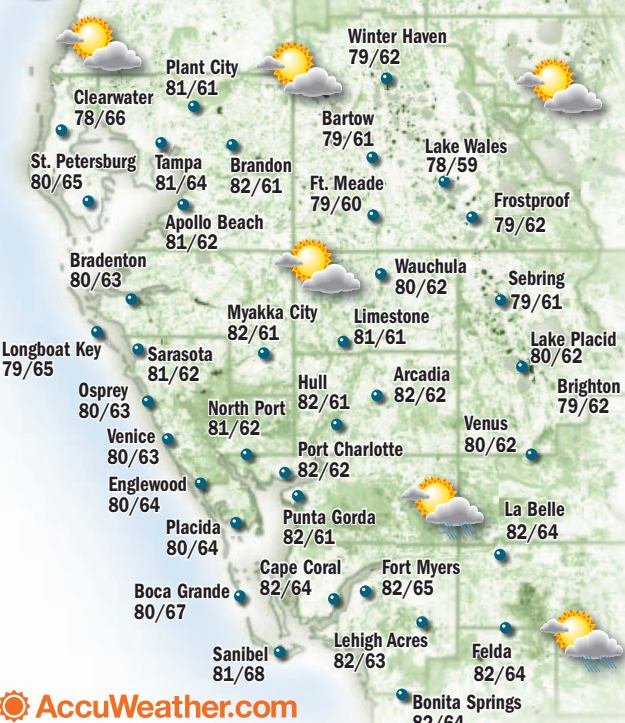 Winter Haven
79/62
Plant City
81/61
Clearwater
78/66
Bartow
79/61
Lake Wales
78/59
St. Petersburg
80/65
Tampa
81/64
Brandon
82/61
Ft. Meade
79/60
Frostproof
79/62
Apollo Beach
81/62
Bradenton
80/63
Wauchula
80/62
Sebring
79/61
Myakka City
82/61
Limestone
81/61
Longboat Key
79/65
Sarasota
81/62
Lake Placid
80/62
Osprey
80/63
Hull
82/61
Arcadia
82/62
Brighton
79/62
North Port
81/62
Venus
80/62
Venice
80/63
Port Charlotte
82/62
Englewood
80/64
Punta Gorda
82/61
La Belle
82/64
Placida
80/64
Cape Coral
82/64
Fort Myers
82/65
Boca Grande
80/67
Lehigh Acres
82/63
Sanibel
81/68
Felda
82/64
Bonita Springs
82/64
AccuWeather.com